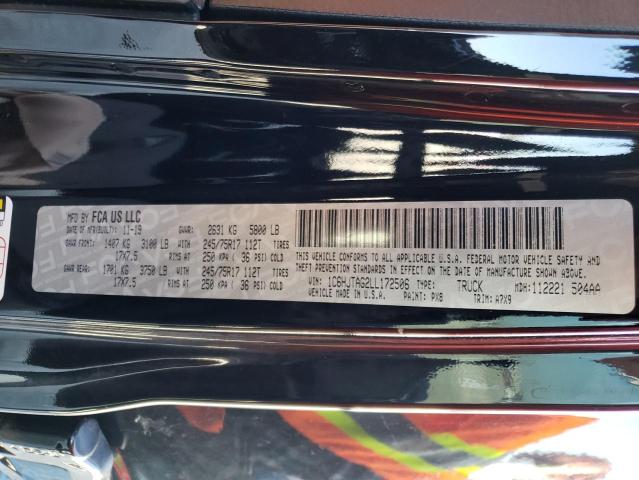 MFD BY FCA US LLC
DATE OF MFR(BUILT): 11-19 GVWR: 2631 KG 5800 LB
GAWR FRONT: 1407 KG 3100 LB WITH 245/75R17 112T TIRES
17X7.5 RIMS AT 250 KPA ( 36 PSI) COLD
GAWR REAR: 1701 KG 3750 LB WITH 245/75R17 112T TIRES
17X7.5 RIMS AT 250 KPA ( 36 PSI) COLD
THIS VEHICLE CONFORMS TO ALL APPLICABLE U.S.A. FEDERAL MOTOR VEHICLE SAFETY AND
THEFT PREVENTION STANDARDS IN EFFECT ON THE DATE OF MANUFACTURE SHOWN ABOVE.
VIN: 1C6HJTAG2LL172506 TYPE: TRUCK MDH: 112221 504AA
VEHICLE MADE IN U.S.A. PAINT: PX8 TRIM: A7X9